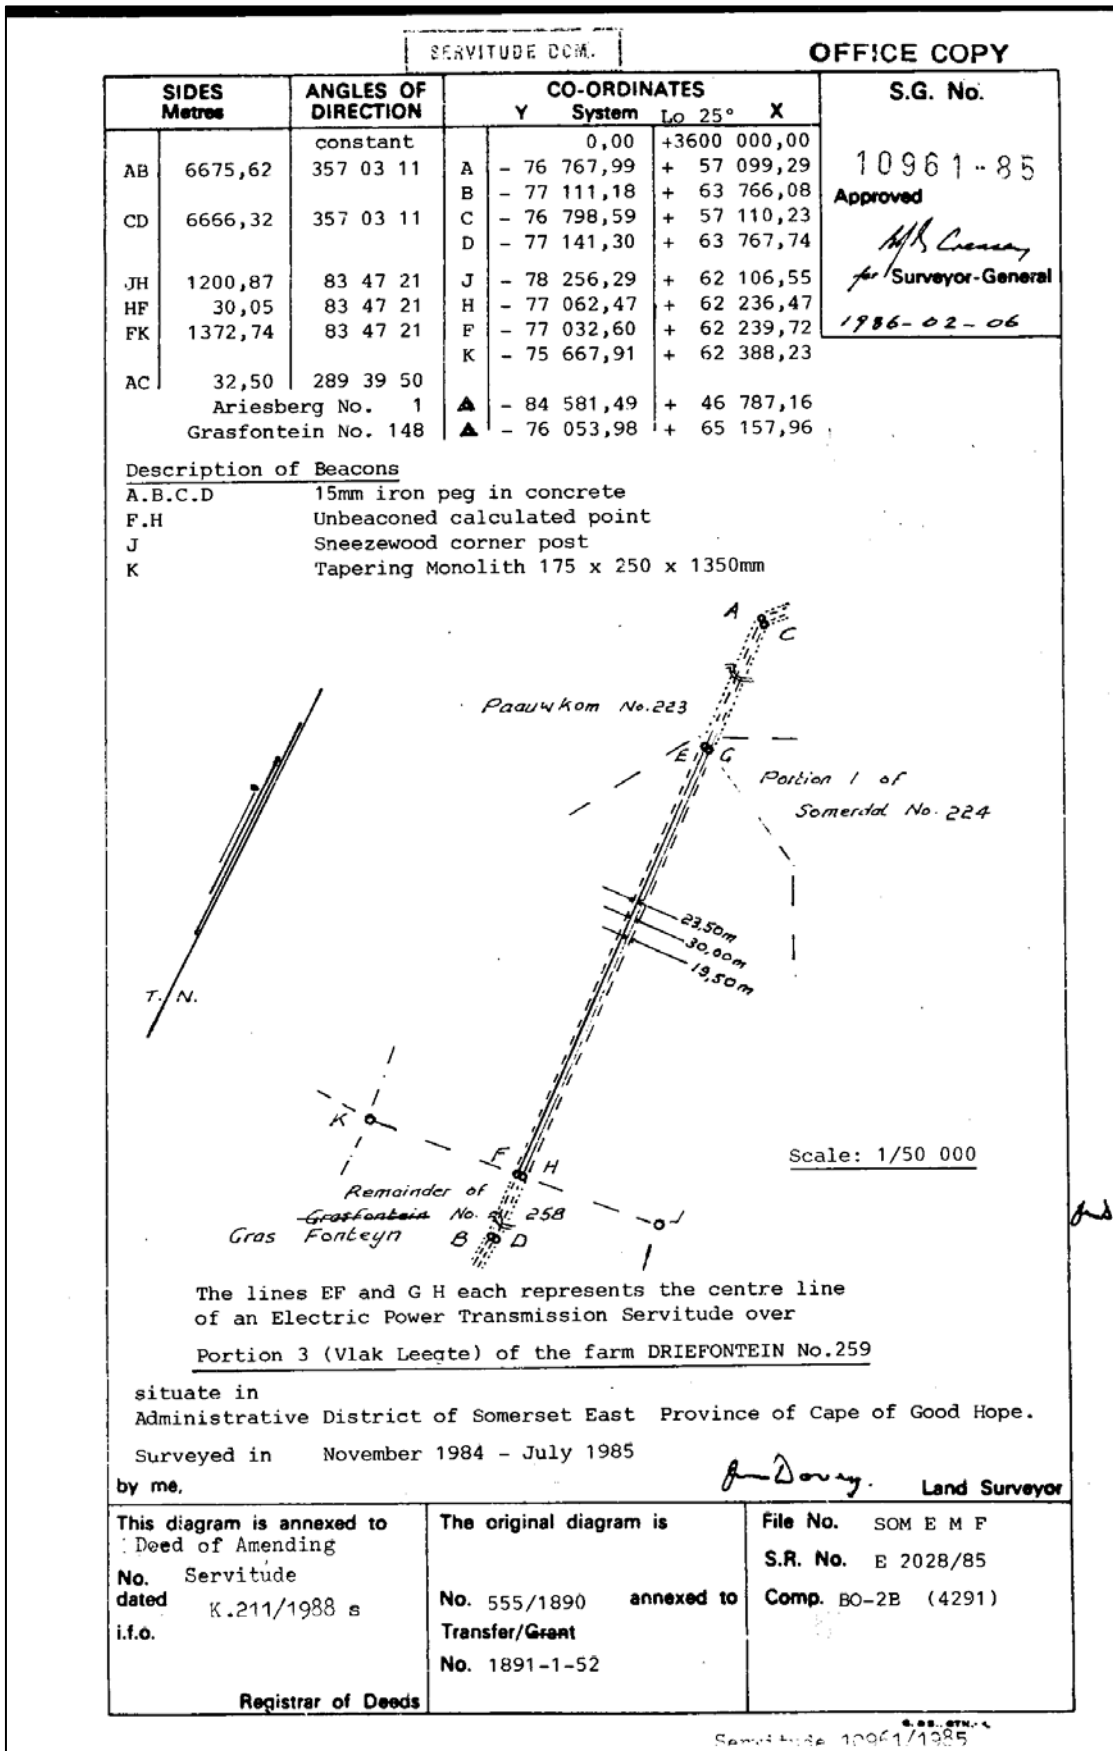 SERVITUDE DGM.
OFFICE COPY
SIDES
Metres
ANGLES OF
DIRECTION
CO-ORDINATES
Y System Lo 25° X
S.G. No.
constant 0,00 +3600 000,00
AB 6675,62 357 03 11 A - 76 767,99 + 57 099,29
B - 77 111,18 + 63 766,08
CD 6666,32 357 03 11 C - 76 798,59 + 57 110,23
D - 77 141,30 + 63 767,74
JH 1200,87 83 47 21 J - 78 256,29 + 62 106,55
HF 30,05 83 47 21 H - 77 062,47 + 62 236,47
FK 1372,74 83 47 21 F - 77 032,60 + 62 239,72
K - 75 667,91 + 62 388,23
AC 32,50 289 39 50
Ariesberg No. 1 - 84 581,49 + 46 787,16
Grasfontein No. 148 - 76 053,98 + 65 157,96
10961-85
Approved
for Surveyor-General
1986-02-06
Description of Beacons
A.B.C.D 15mm iron peg in concrete
F.H Unbeaconed calculated point
J Sneezewood corner post
K Tapering Monolith 175 x 250 x 1350mm
A
C
Paauwkom No.223
E G
Portion 1 of
Somerdal No. 224
23,50m
30,00m
19,50m
T. N.
K
F H
Scale: 1/50 000
Remainder of
Grasfontein No. 258
J
Gras Fonteyn B D
The lines EF and G H each represents the centre line
of an Electric Power Transmission Servitude over
Portion 3 (Vlak Leegte) of the farm DRIEFONTEIN No.259
situate in
Administrative District of Somerset East Province of Cape of Good Hope.
Surveyed in November 1984 - July 1985
by me, Land Surveyor
This diagram is annexed to
Deed of Amending
No. Servitude
dated K.211/1988 s
i.f.o.
Registrar of Deeds
The original diagram is
No. 555/1890 annexed to
Transfer/Grant
No. 1891-1-52
File No. SOM E M F
S.R. No. E 2028/85
Comp. BO-2B (4291)
Servitude 10961/1985